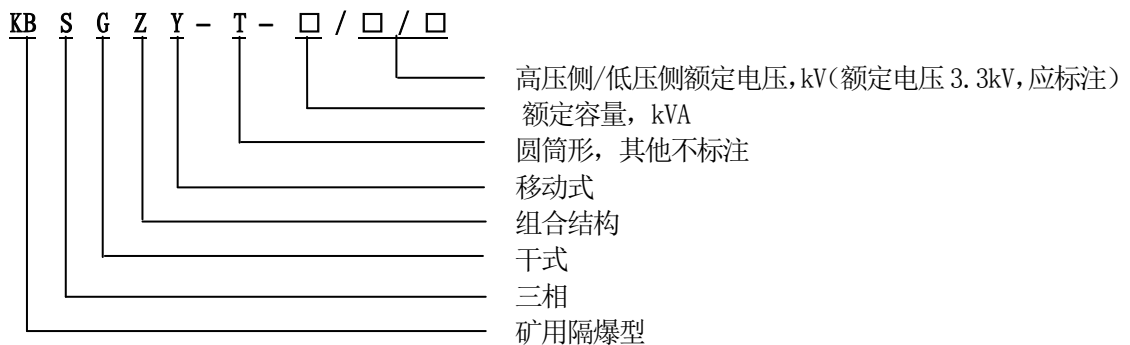 KB S G Z Y - T - □ / □ / □
高压侧/低压侧额定电压,kV(额定电压 3.3kV,应标注)
额定容量，kVA
圆筒形，其他不标注
移动式
组合结构
干式
三相
矿用隔爆型